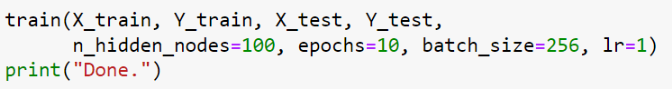 train(X_train, Y_train, X_test, Y_test,
      n_hidden_nodes=100, epochs=10, batch_size=256, lr=1)
print("Done.")